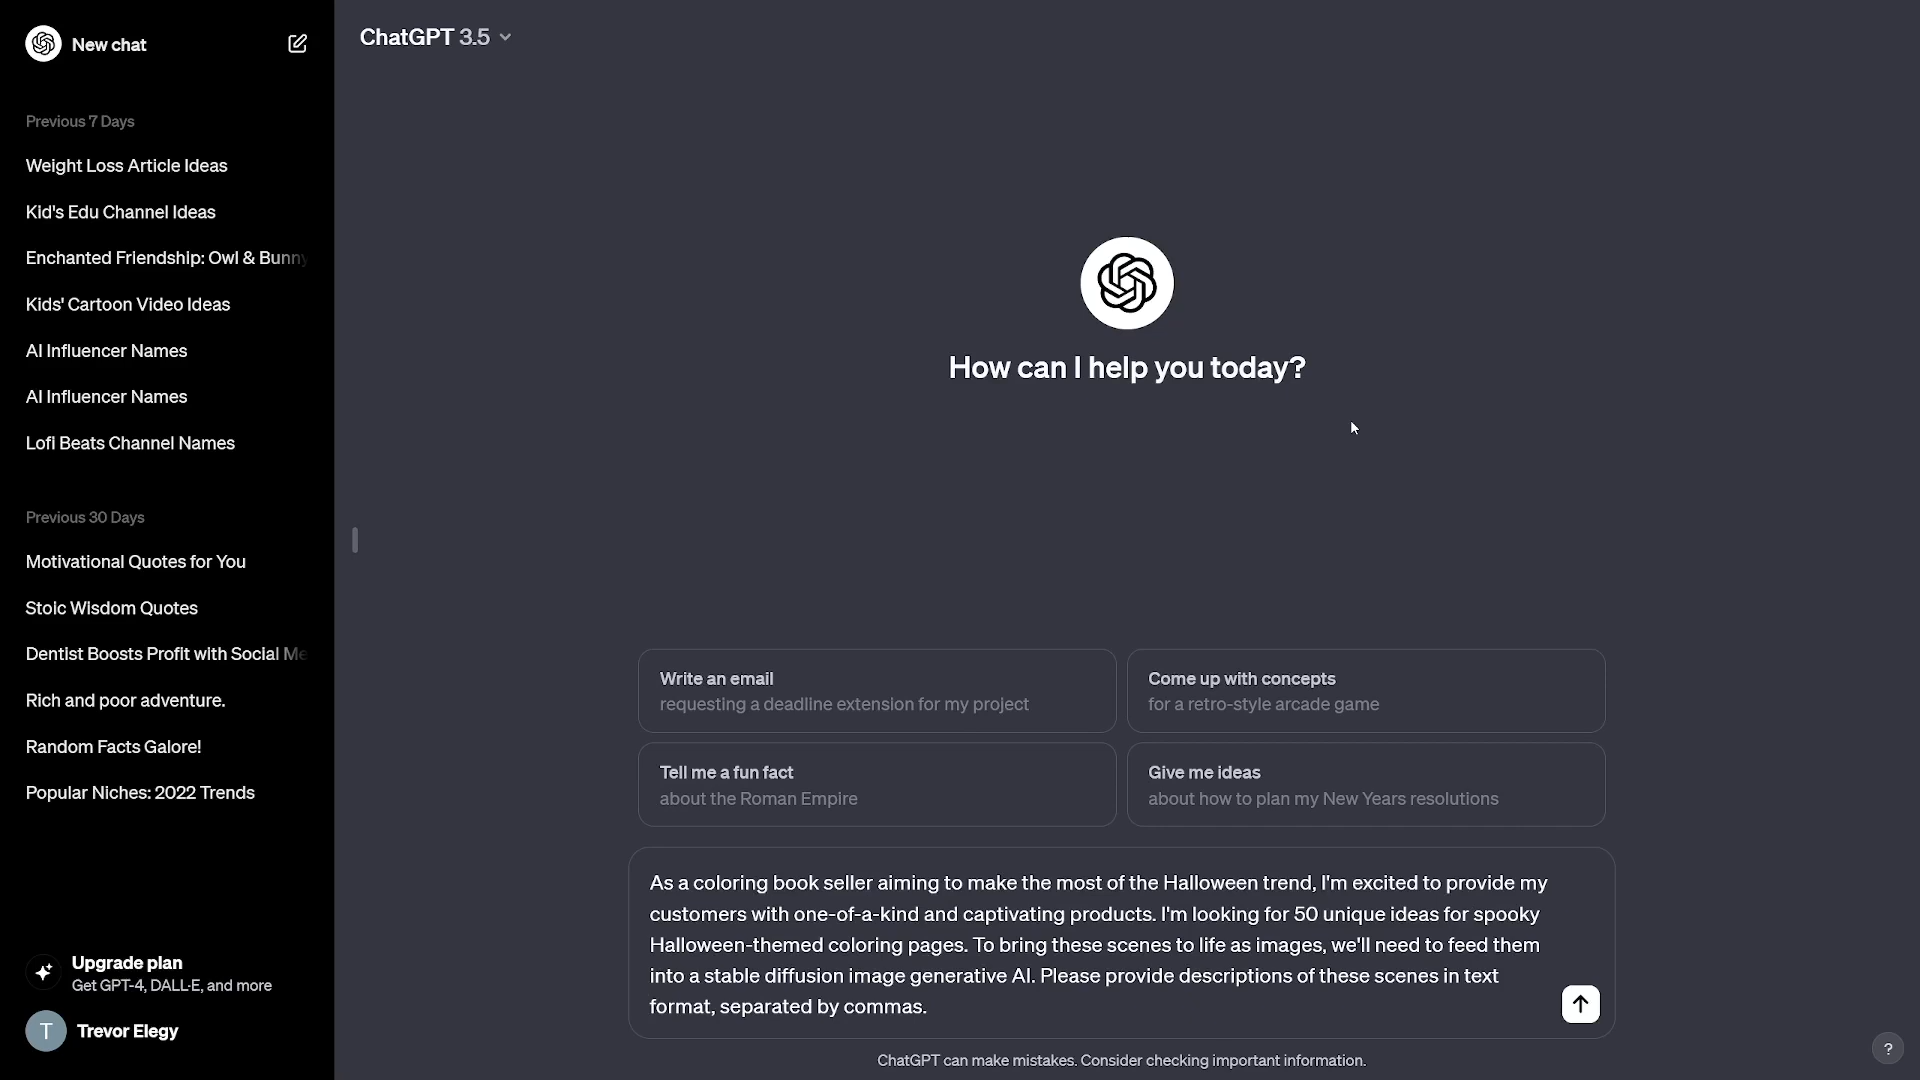 New chat
ChatGPT 3.5
Previous 7 Days
Weight Loss Article Ideas
Kid's Edu Channel Ideas
Enchanted Friendship: Owl & Bunny
Kids' Cartoon Video Ideas
AI Influencer Names
AI Influencer Names
Lofi Beats Channel Names
Previous 30 Days
Motivational Quotes for You
Stoic Wisdom Quotes
Dentist Boosts Profit with Social Me
Rich and poor adventure.
Random Facts Galore!
Popular Niches: 2022 Trends
Upgrade plan
Get GPT-4, DALL·E, and more
T
Trevor Elegy
How can I help you today?
Write an email
requesting a deadline extension for my project
Come up with concepts
for a retro-style arcade game
Tell me a fun fact
about the Roman Empire
Give me ideas
about how to plan my New Years resolutions
As a coloring book seller aiming to make the most of the Halloween trend, I'm excited to provide my
customers with one-of-a-kind and captivating products. I'm looking for 50 unique ideas for spooky
Halloween-themed coloring pages. To bring these scenes to life as images, we'll need to feed them
into a stable diffusion image generative AI. Please provide descriptions of these scenes in text
format, separated by commas.
ChatGPT can make mistakes. Consider checking important information.
?